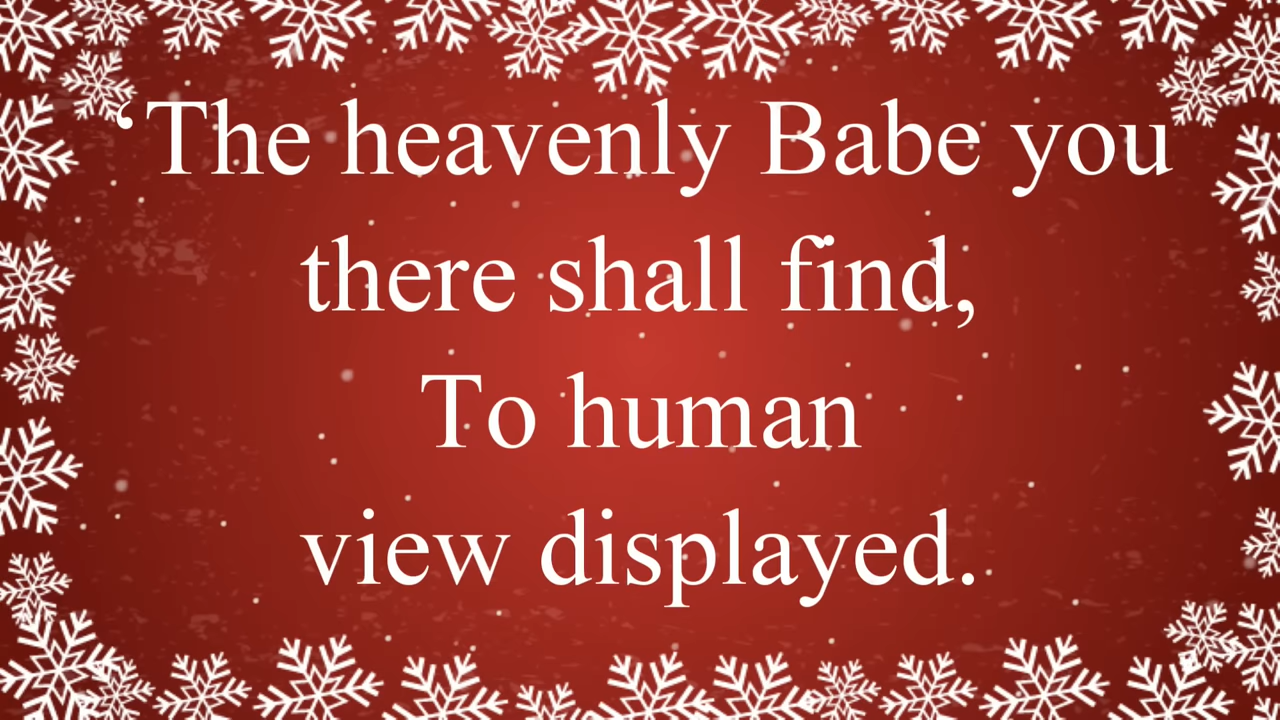 ‘The heavenly Babe you
there shall find,
To human
view displayed.